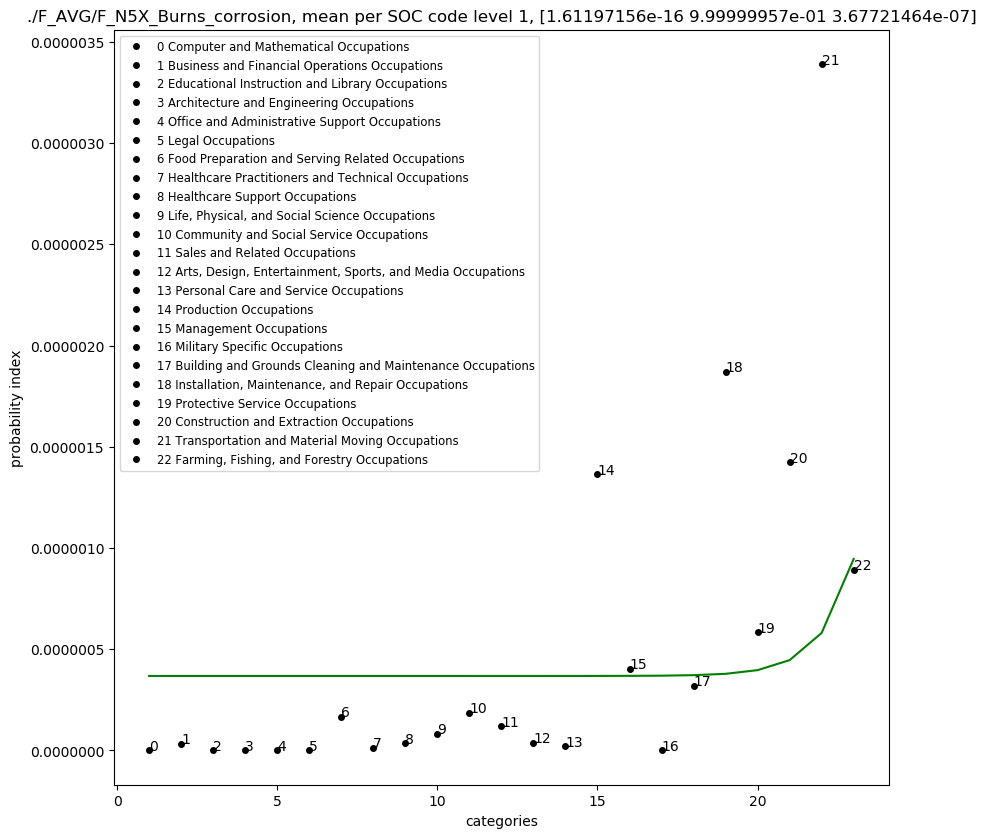 ./F_AVG/F_N5X_Burns_corrosion, mean per SOC code level 1, [1.61197156e-16 9.99999957e-01 3.67721464e-07]
0 Computer and Mathematical Occupations
1 Business and Financial Operations Occupations
2 Educational Instruction and Library Occupations
3 Architecture and Engineering Occupations
4 Office and Administrative Support Occupations
5 Legal Occupations
6 Food Preparation and Serving Related Occupations
7 Healthcare Practitioners and Technical Occupations
8 Healthcare Support Occupations
9 Life, Physical, and Social Science Occupations
10 Community and Social Service Occupations
11 Sales and Related Occupations
12 Arts, Design, Entertainment, Sports, and Media Occupations
13 Personal Care and Service Occupations
14 Production Occupations
15 Management Occupations
16 Military Specific Occupations
17 Building and Grounds Cleaning and Maintenance Occupations
18 Installation, Maintenance, and Repair Occupations
19 Protective Service Occupations
20 Construction and Extraction Occupations
21 Transportation and Material Moving Occupations
22 Farming, Fishing, and Forestry Occupations
0.0000035
0.0000030
0.0000025
0.0000020
0.0000015
0.0000010
0.0000005
0.0000000
probability index
0
1
2
3
4
5
6
7
8
9
10
11
12
13
14
15
16
17
18
19
20
21
22
0
5
10
15
20
categories